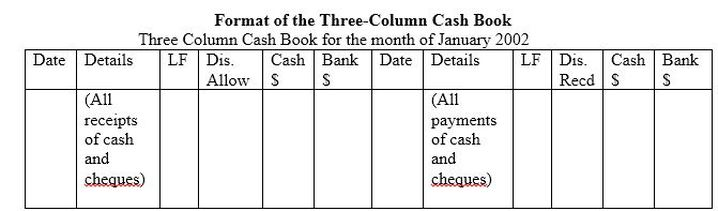 Format of the Three-Column Cash Book
Three Column Cash Book for the month of January 2002
Date Details LF Dis. Cash Bank Date Details LF Dis. Cash Bank
Allow $ $ Recd $ $
(All (All
receipts payments
of cash of cash
and and
cheques) cheques)